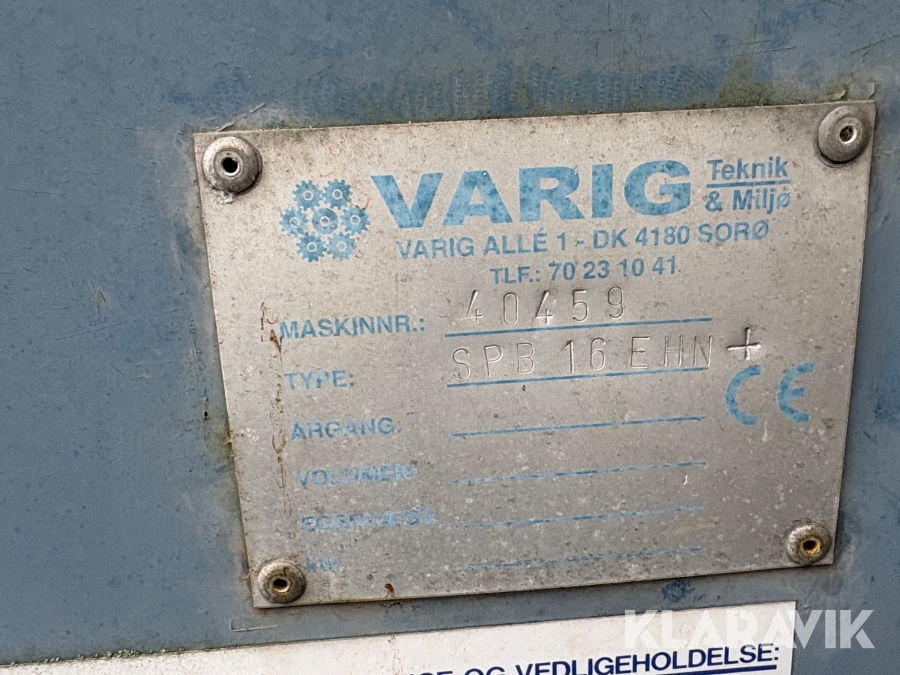 VARIG Teknik & Miljø
VARIG ALLÉ 1 - DK 4180 SORØ
TLF.: 70 23 10 41
MASKINNR.: 40459
TYPE: SPB 16 EHN +
CE
ÅRGANG:
VOLUMEN:
EGENVÆGT:
KW:
OG VEDLIGEHOLDELSE:
KLARAVIK